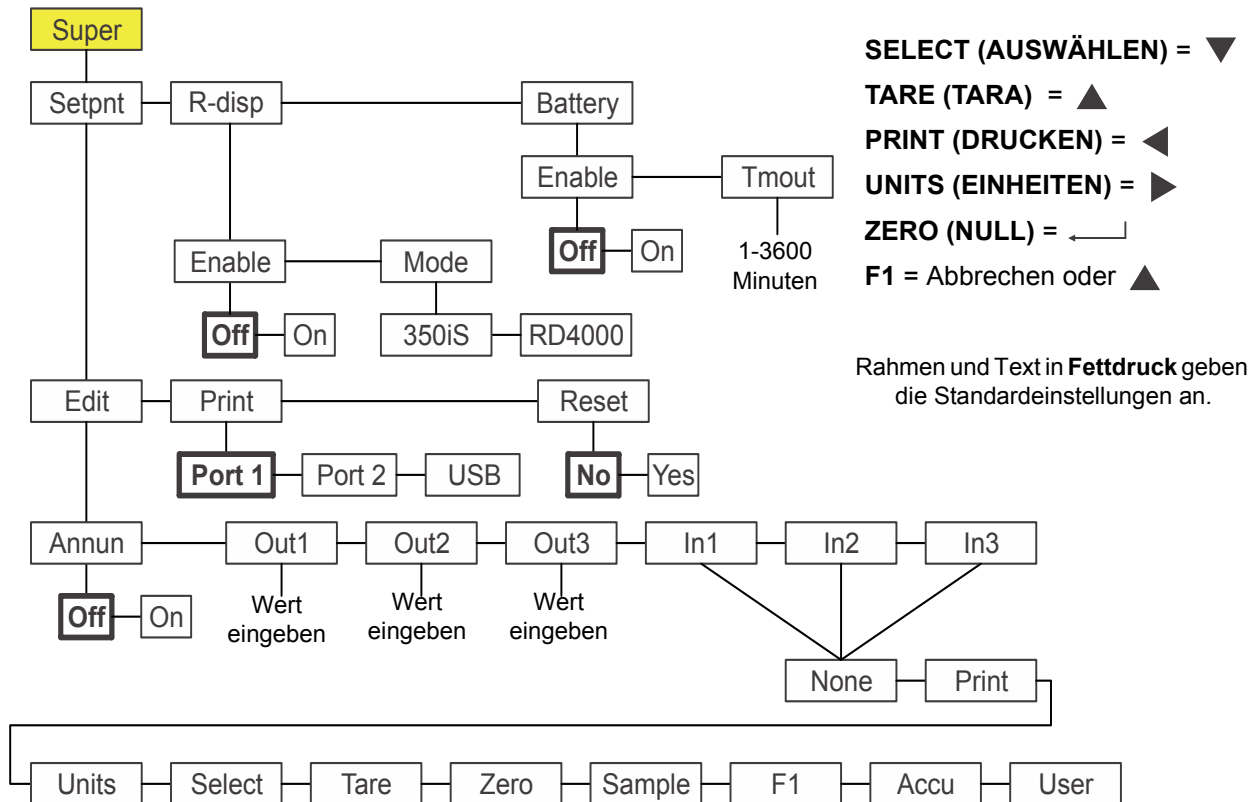 Super
SELECT (AUSWÄHLEN) = ▼
TARE (TARA) = ▲
PRINT (DRUCKEN) = ◀
UNITS (EINHEITEN) = ▶
ZERO (NULL) = ↵
F1 = Abbrechen oder ▲
Rahmen und Text in Fettdruck geben
die Standardeinstellungen an.
Setpnt R-disp Battery
Enable Tmout
Off On
1-3600
Minuten
Enable Mode
Off On 350iS RD4000
Edit Print Reset
Port 1 Port 2 USB No Yes
Annun Out1 Out2 Out3 In1 In2 In3
Off On
Wert
eingeben
Wert
eingeben
Wert
eingeben
None Print
Units Select Tare Zero Sample F1 Accu User